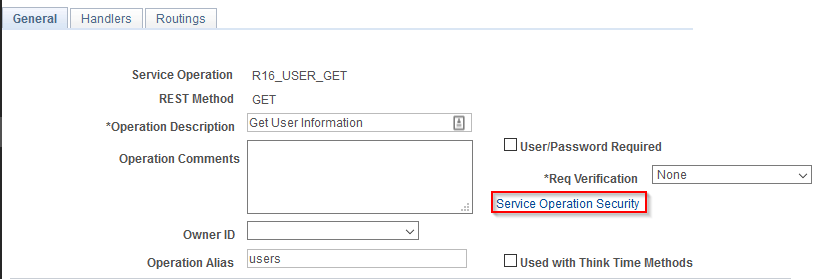 General Handlers Routings
Service Operation R16_USER_GET
REST Method GET
*Operation Description Get User Information
User/Password Required
Operation Comments
*Req Verification None
Service Operation Security
Owner ID
Operation Alias users
Used with Think Time Methods